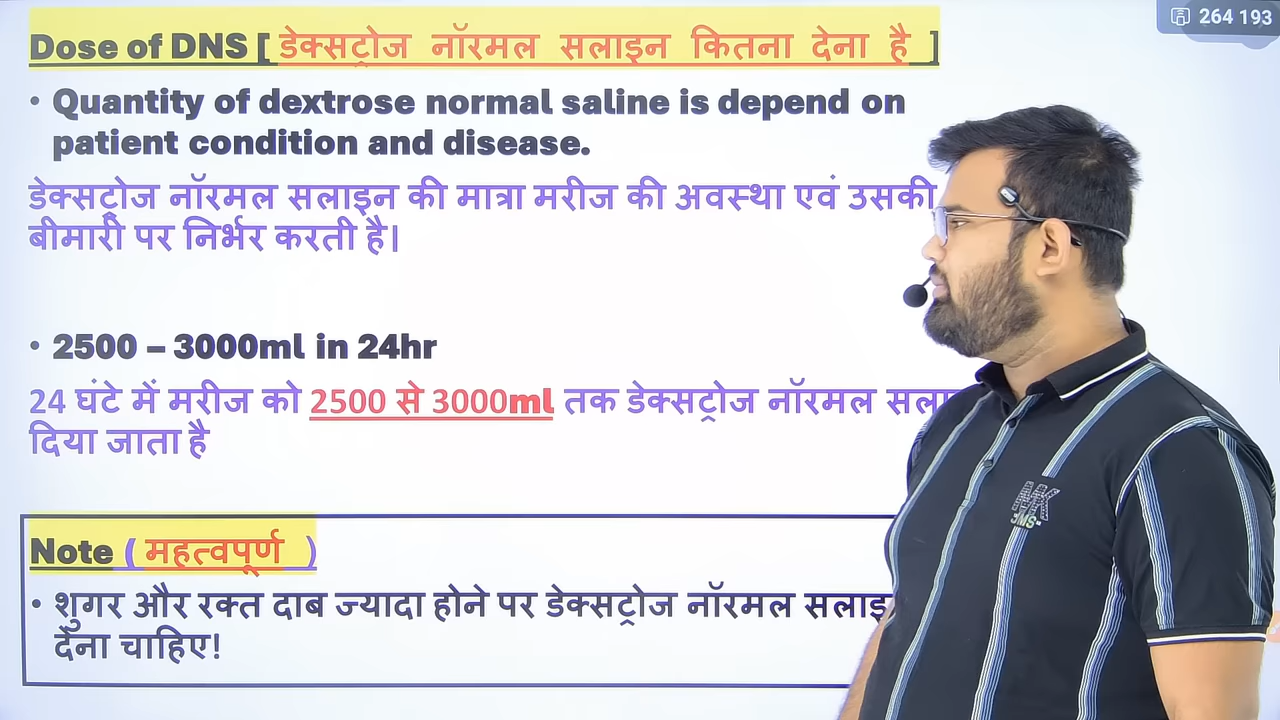 264 193
Dose of DNS [ डेक्सट्रोज नॉरमल सलाइन कितना देना है ]
• Quantity of dextrose normal saline is depend on
patient condition and disease.
डेक्सट्रोज नॉरमल सलाइन की मात्रा मरीज की अवस्था एवं उसकी
बीमारी पर निर्भर करती है।
• 2500 – 3000ml in 24hr
24 घंटे में मरीज को 2500 से 3000ml तक डेक्सट्रोज नॉरमल
दिया जाता है
Note ( महत्वपूर्ण )
• शुगर और रक्त दाब ज्यादा होने पर डेक्सट्रोज नॉरमल
देना चाहिए!